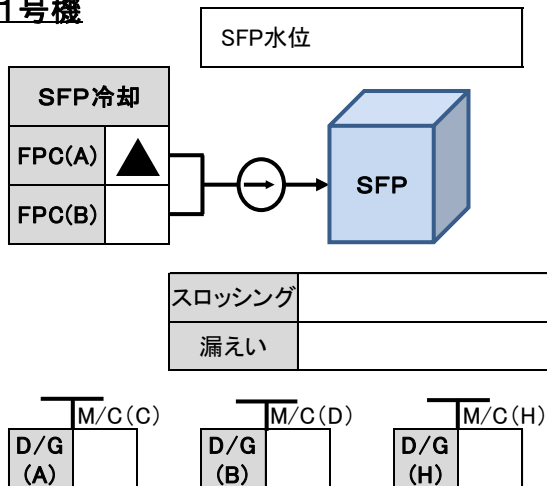 1号機
SFP水位
SFP冷却
FPC(A) ▲
FPC(B)
SFP
スロッシング
漏えい
M/C(C) M/C(D) M/C(H)
D/G D/G D/G
(A) (B) (H)